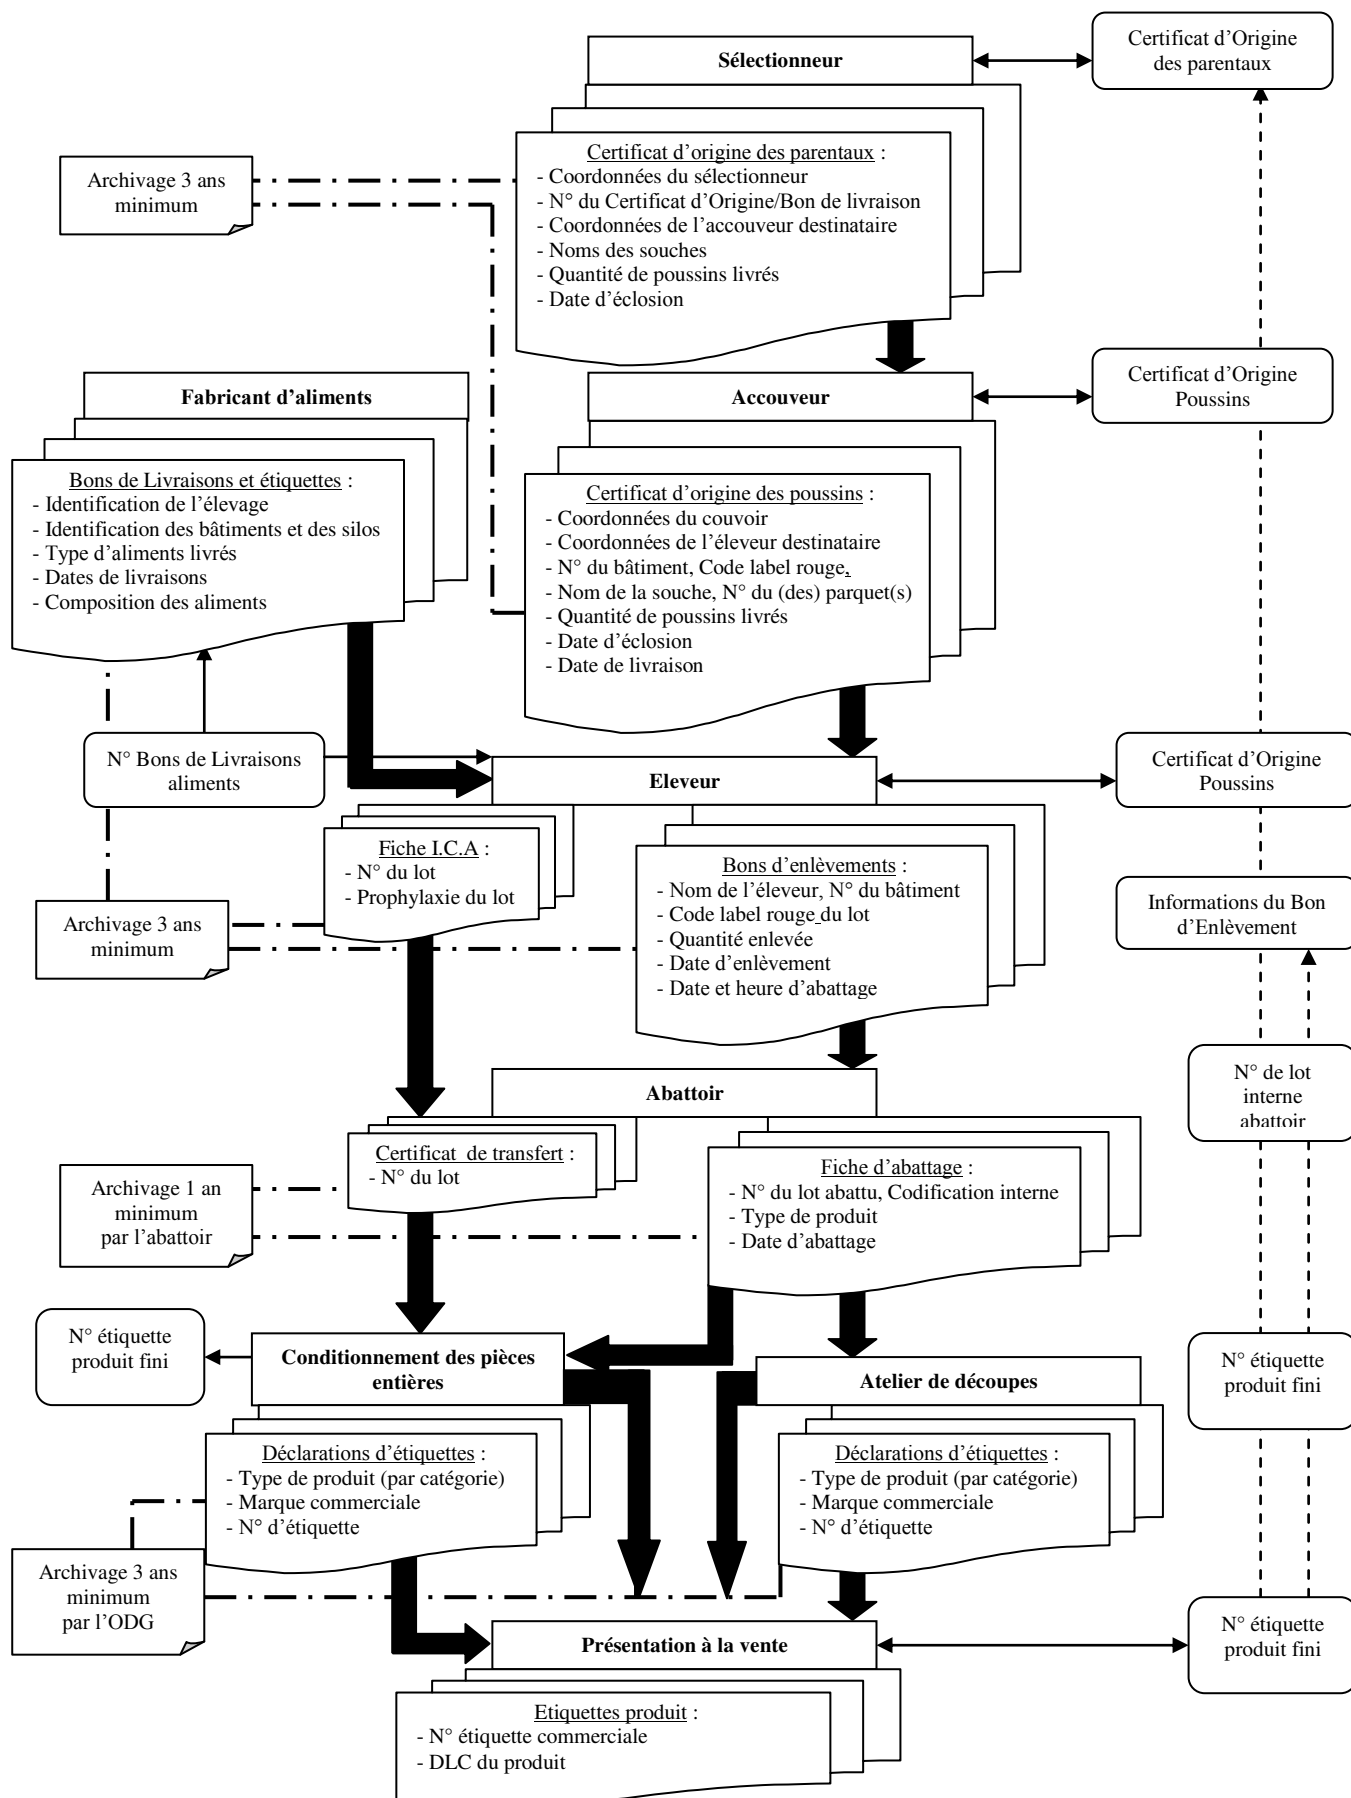 Sélectionneur
Certificat d'Origine
des parentaux
Certificat d'origine des parentaux :
- Coordonnées du sélectionneur
- N° du Certificat d'Origine/Bon de livraison
- Coordonnées de l'accouveur destinataire
- Noms des souches
- Quantité de poussins livrés
- Date d'éclosion
Archivage 3 ans
minimum
Fabricant d'aliments
Accouveur
Certificat d'Origine
Poussins
Bons de Livraisons et étiquettes :
- Identification de l'élevage
- Identification des bâtiments et des silos
- Type d'aliments livrés
- Dates de livraisons
- Composition des aliments
Certificat d'origine des poussins :
- Coordonnées du couvoir
- Coordonnées de l'éleveur destinataire
- N° du bâtiment, Code label rouge,
- Nom de la souche, N° du (des) parquet(s)
- Quantité de poussins livrés
- Date d'éclosion
- Date de livraison
N° Bons de Livraisons
aliments
Eleveur
Certificat d'Origine
Poussins
Fiche I.C.A :
- N° du lot
- Prophylaxie du lot
Bons d'enlèvements :
- Nom de l'éleveur, N° du bâtiment
- Code label rouge du lot
- Quantité enlevée
- Date d'enlèvement
- Date et heure d'abattage
Archivage 3 ans
minimum
Informations du Bon
d'Enlèvement
Abattoir
N° de lot
interne
abattoir
Certificat de transfert :
- N° du lot
Fiche d'abattage :
- N° du lot abattu, Codification interne
- Type de produit
- Date d'abattage
Archivage 1 an
minimum
par l'abattoir
N° étiquette
produit fini
Conditionnement des pièces
entières
Atelier de découpes
N° étiquette
produit fini
Déclarations d'étiquettes :
- Type de produit (par catégorie)
- Marque commerciale
- N° d'étiquette
Déclarations d'étiquettes :
- Type de produit (par catégorie)
- Marque commerciale
- N° d'étiquette
Archivage 3 ans
minimum
par l'ODG
Présentation à la vente
N° étiquette
produit fini
Etiquettes produit :
- N° étiquette commerciale
- DLC du produit